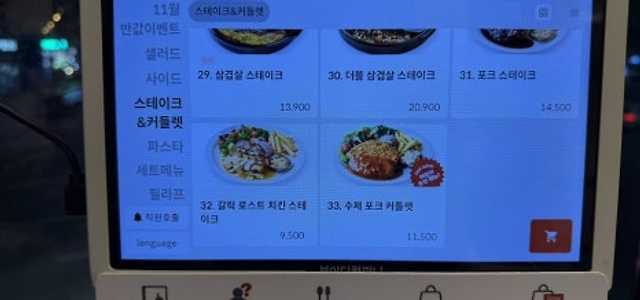 11월
반값이벤트
샐러드
사이드
스테이크
&커틀렛
파스타
세트메뉴
필라프
직원호출
language
스테이크&커틀렛
29. 삼겹살 스테이크
13,900
30. 더블 삼겹살 스테이크
20,900
31. 포크 스테이크
14,500
32. 갈릭 로스트 치킨 스테
이크
9,500
33. 수제 포크 커틀렛
11,500